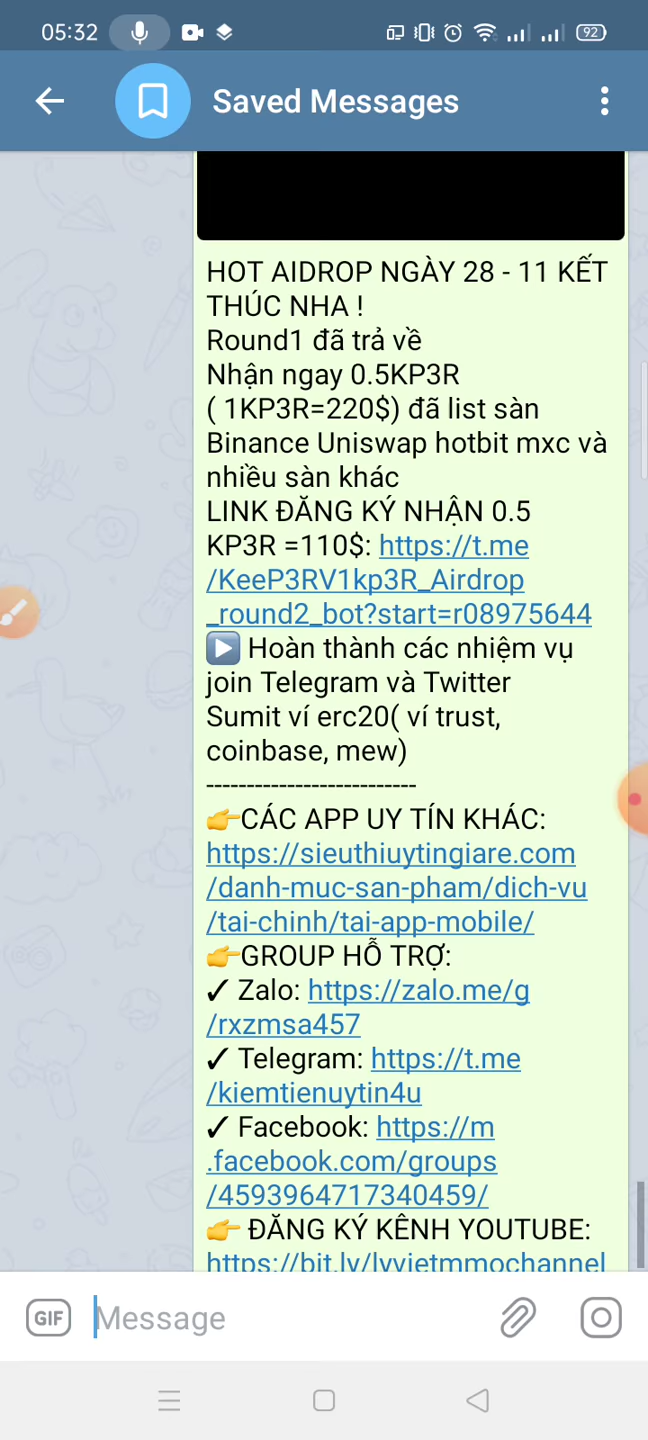 05:32
92
Saved Messages
HOT AIDROP NGÀY 28 - 11 KẾT
THÚC NHA !
Round1 đã trả về
Nhận ngay 0.5KP3R
( 1KP3R=220$) đã list sàn
Binance Uniswap hotbit mxc và
nhiều sàn khác
LINK ĐĂNG KÝ NHẬN 0.5
KP3R =110$: https://t.me
/KeeP3RV1kp3R_Airdrop
_round2_bot?start=r08975644
▶️ Hoàn thành các nhiệm vụ
join Telegram và Twitter
Sumit ví erc20( ví trust,
coinbase, mew)
--------------------------
👉CÁC APP UY TÍN KHÁC:
https://sieuthiuytingiare.com
/danh-muc-san-pham/dich-vu
/tai-chinh/tai-app-mobile/
👉GROUP HỖ TRỢ:
✓ Zalo: https://zalo.me/g
/rxzmsa457
✓ Telegram: https://t.me
/kiemtienuytin4u
✓ Facebook: https://m
.facebook.com/groups
/4593964717340459/
👉 ĐĂNG KÝ KÊNH YOUTUBE:
https://bit.ly/lyvietmmochannel
GIF
Message